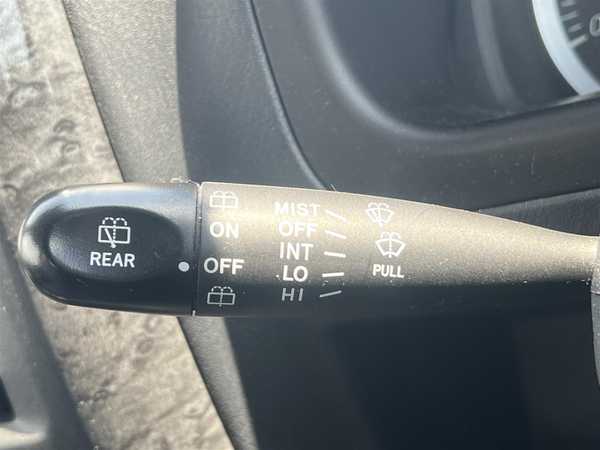 REAR
ON
OFF
MIST
OFF
INT
LO
HI
PULL